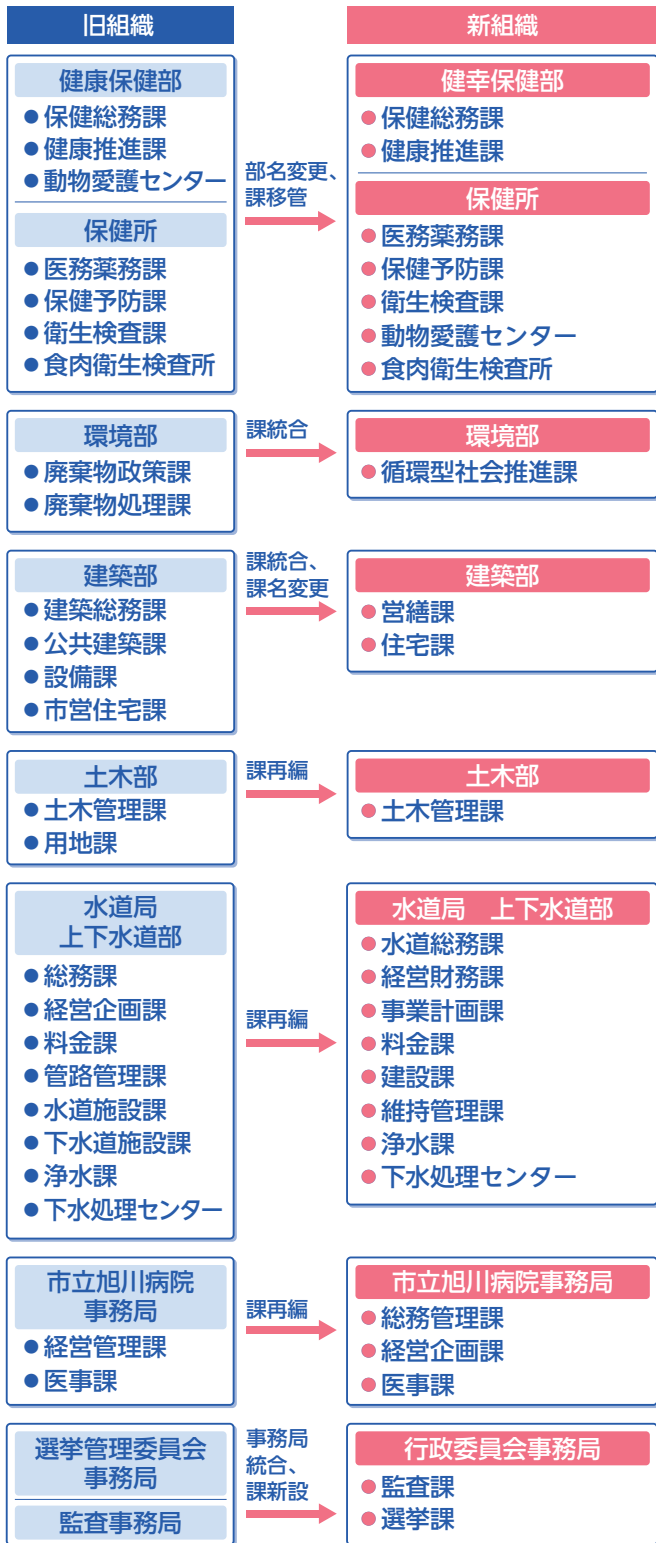 旧組織
新組織
健康保健部
●保健総務課
●健康推進課
●動物愛護センター
保健所
●医務薬務課
●保健予防課
●衛生検査課
●食肉衛生検査所
部名変更、
課移管
健幸保健部
●保健総務課
●健康推進課
保健所
●医務薬務課
●保健予防課
●衛生検査課
●動物愛護センター
●食肉衛生検査所
環境部
●廃棄物政策課
●廃棄物処理課
課統合
環境部
●循環型社会推進課
建築部
●建築総務課
●公共建築課
●設備課
●市営住宅課
課統合、
課名変更
建築部
●営繕課
●住宅課
土木部
●土木管理課
●用地課
課再編
土木部
●土木管理課
水道局
上下水道部
●総務課
●経営企画課
●料金課
●管路管理課
●水道施設課
●下水道施設課
●浄水課
●下水処理センター
課再編
水道局　上下水道部
●水道総務課
●経営財務課
●事業計画課
●料金課
●建設課
●維持管理課
●浄水課
●下水処理センター
市立旭川病院
事務局
●経営管理課
●医事課
課再編
市立旭川病院事務局
●総務管理課
●経営企画課
●医事課
選挙管理委員会
事務局
監査事務局
事務局
統合、
課新設
行政委員会事務局
●監査課
●選挙課